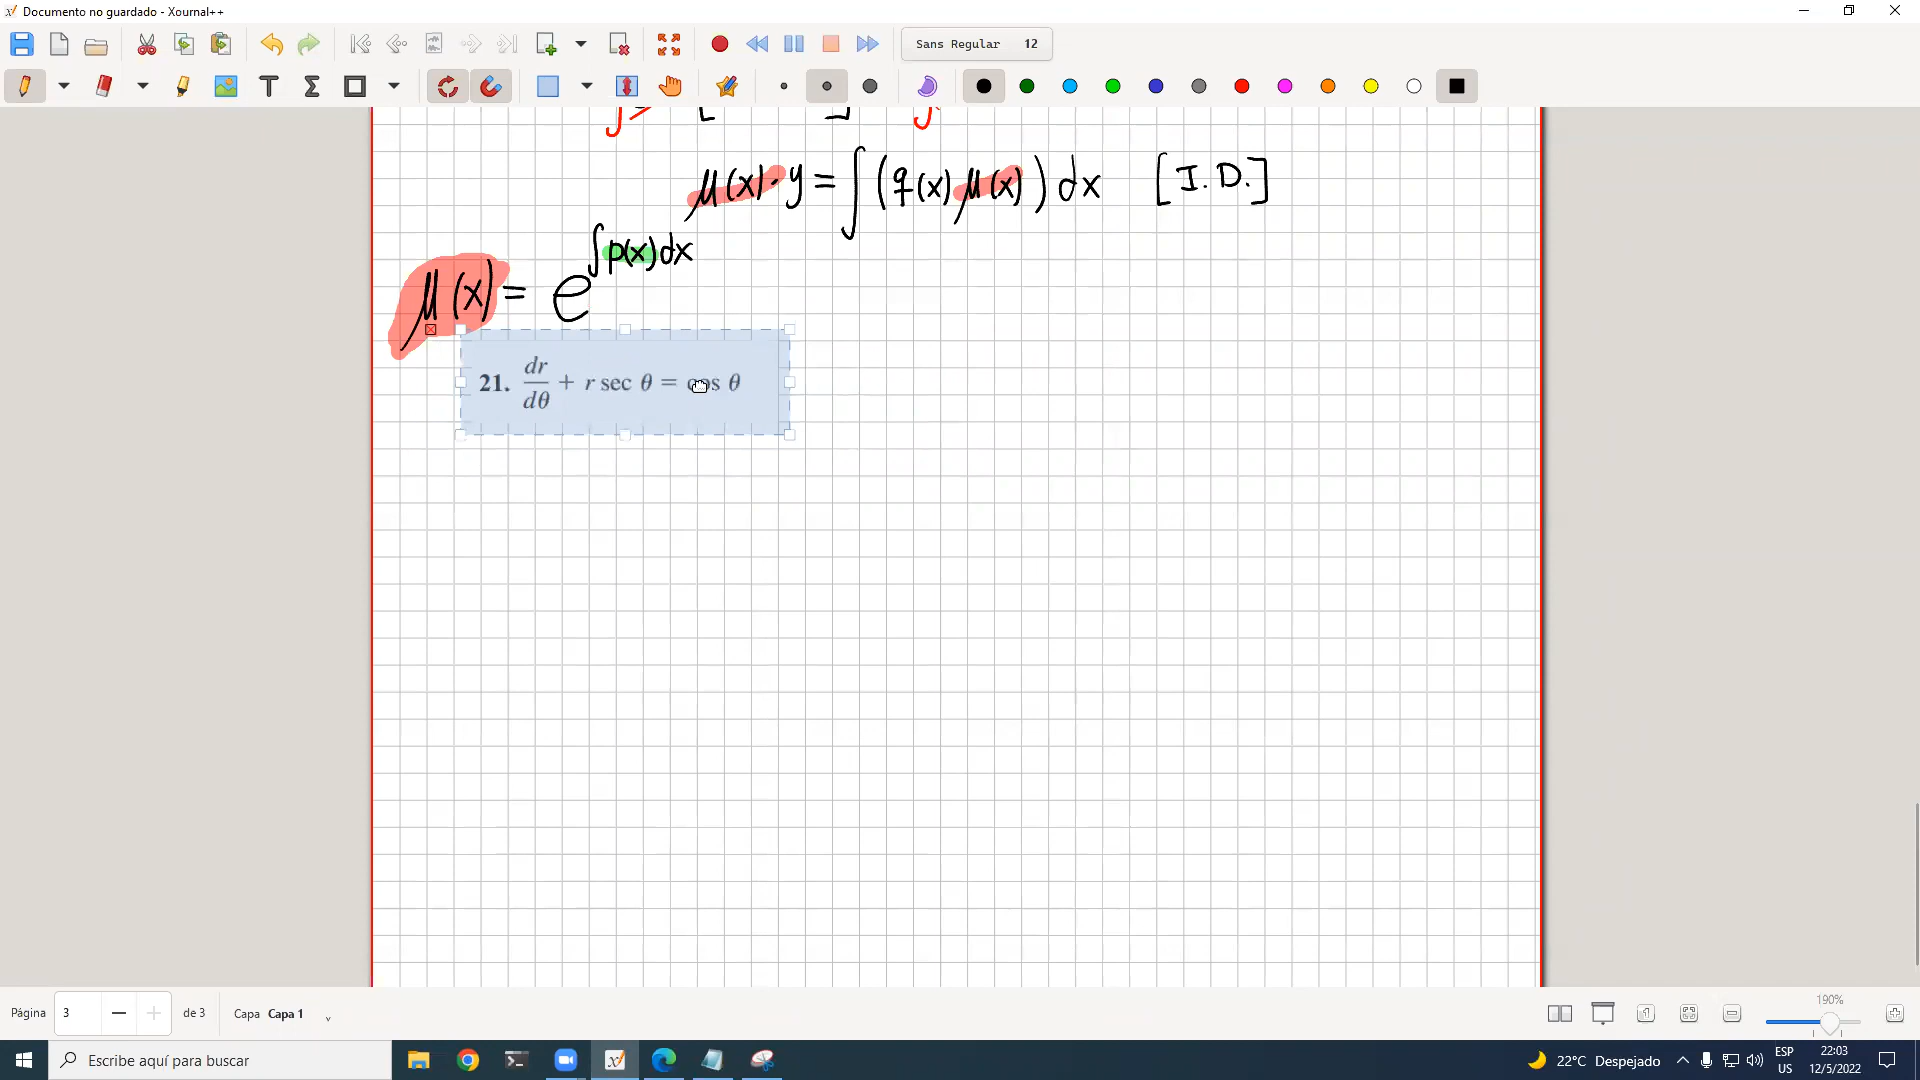 Documento no guardado - Xournal++
Sans Regular 12
μ(x)·y = ∫(q(x) μ(x)) dx [I.D.]
μ(x) = e^∫p(x)dx
21. dr/dθ + r sec θ = cos θ
Página 3 de 3 Capa Capa 1
190%
Escribe aquí para buscar
22°C Despejado
ESP
US
22:03
12/5/2022